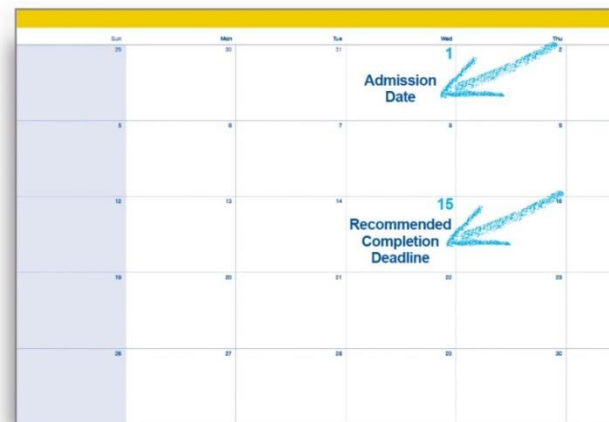 Sun Mon Tue Wed Thu
29 30 31 1 2
Admission
Date
5 6 7 8 9
12 13 14 15 16
Recommended
Completion
Deadline
19 20 21 22 23
26 27 28 29 30